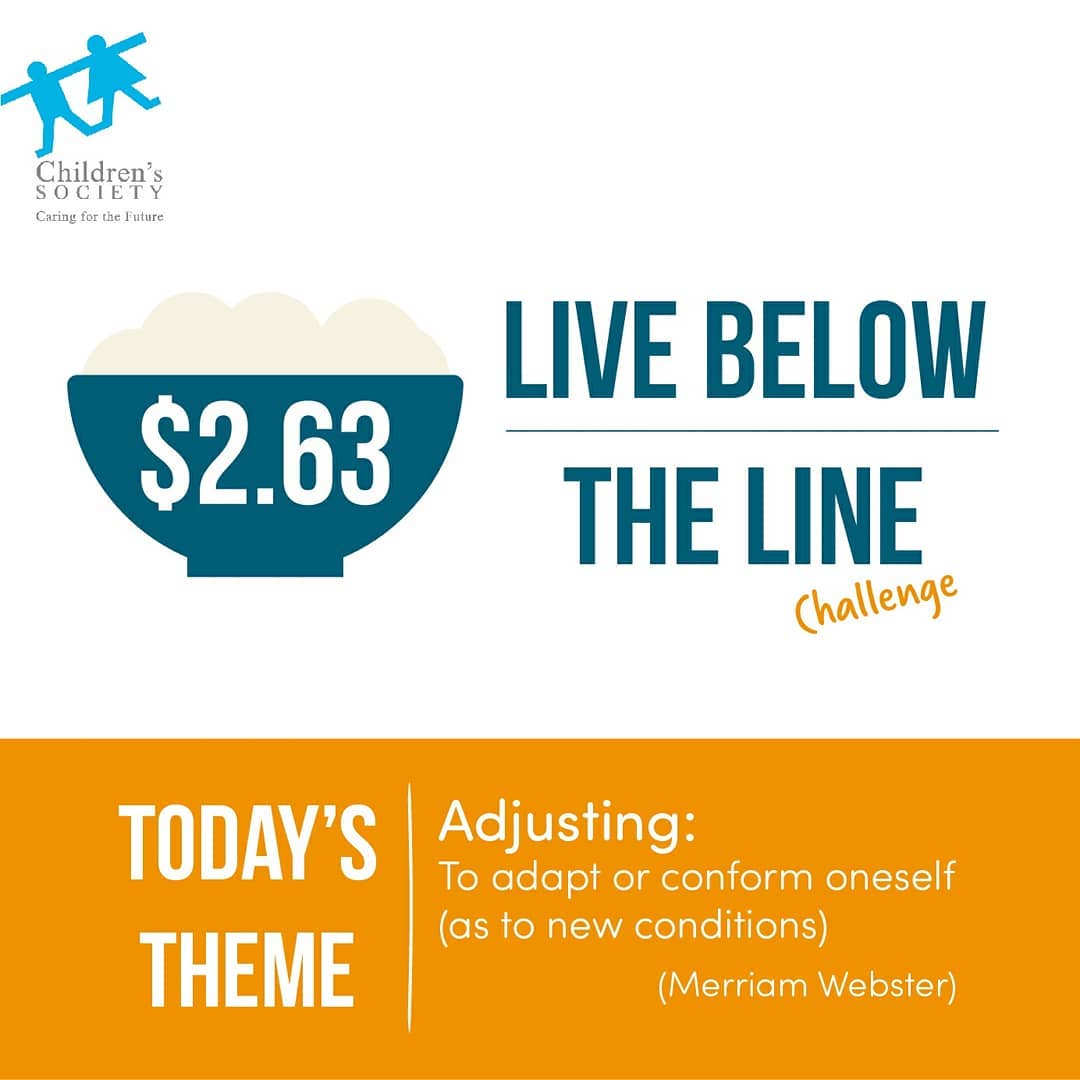 Children's
SOCIETY
Caring for the Future
$2.63
LIVE BELOW
THE LINE
Challenge
TODAY'S
THEME
Adjusting:
To adapt or conform oneself
(as to new conditions)
(Merriam Webster)